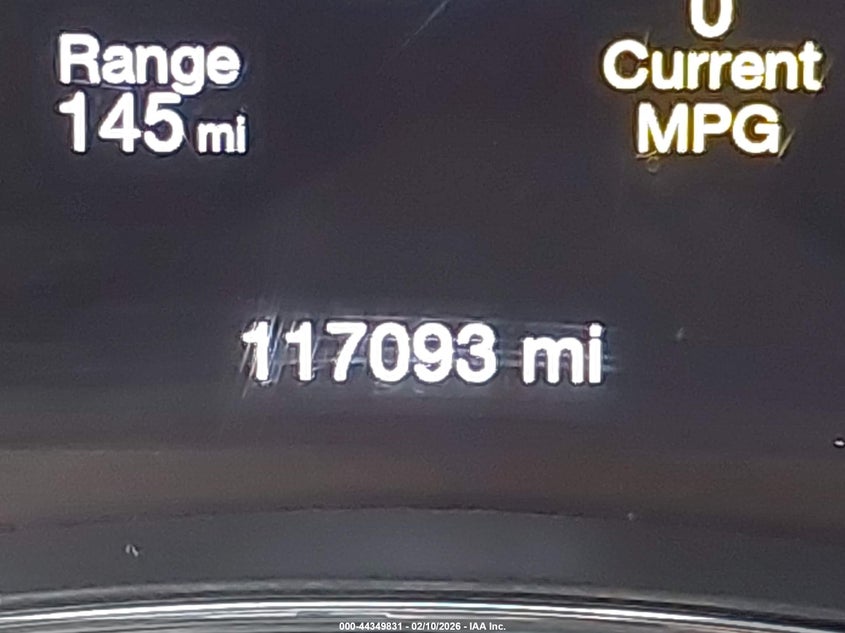 Range
145 mi
0
Current
MPG
117093 mi
000-44349831 - 02/10/2026 - IAA Inc.